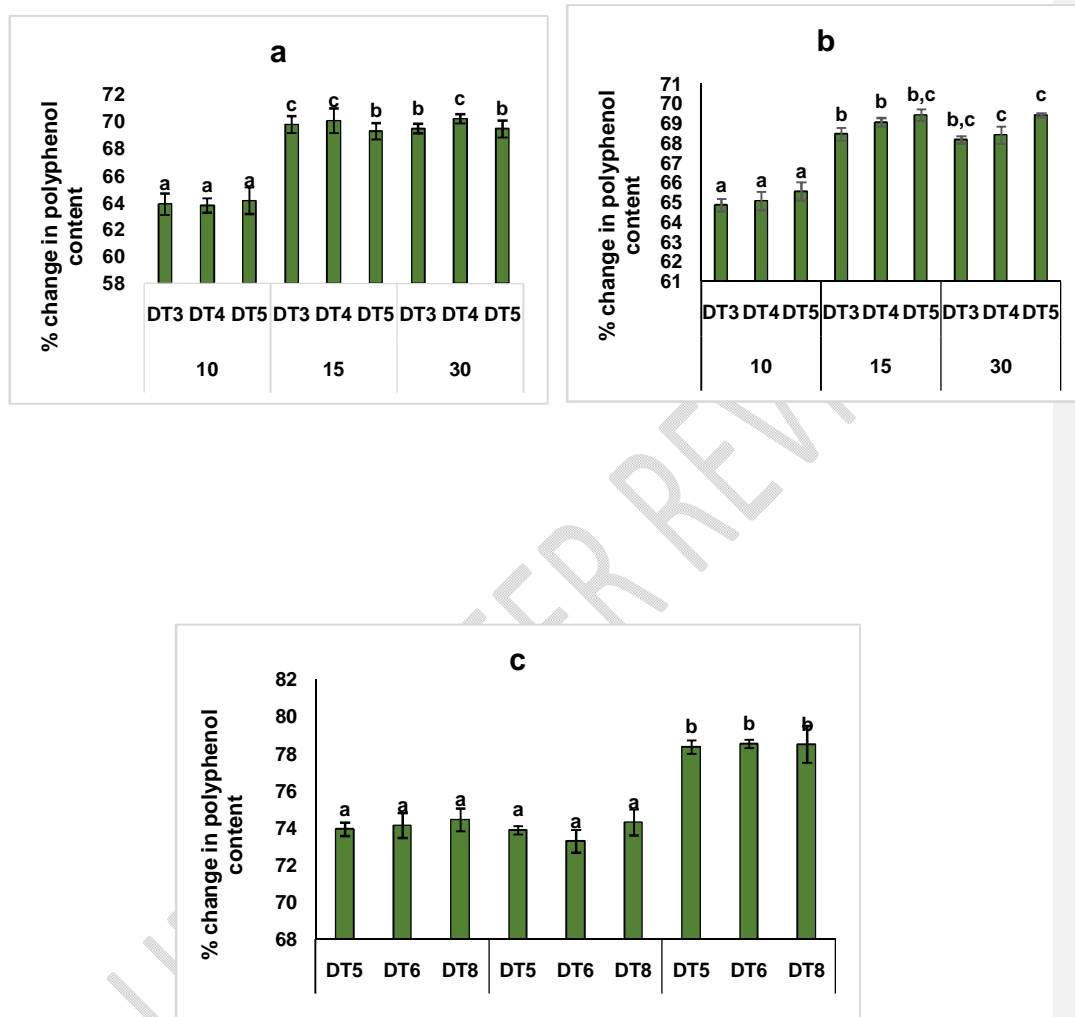 a
% change in polyphenol content
72
70
68
66
64
62
60
58
a a a c c b b c b
DT3 DT4 DT5 DT3 DT4 DT5 DT3 DT4 DT5
10 15 30
b
% change in polyphenol content
71
70
69
68
67
66
65
64
63
62
61
a a a b b b,c b,c c c
DT3 DT4 DT5 DT3 DT4 DT5 DT3 DT4 DT5
10 15 30
c
% change in polyphenol content
82
80
78
76
74
72
70
68
a a a a a a b b b
DT5 DT6 DT8 DT5 DT6 DT8 DT5 DT6 DT8
ER REV